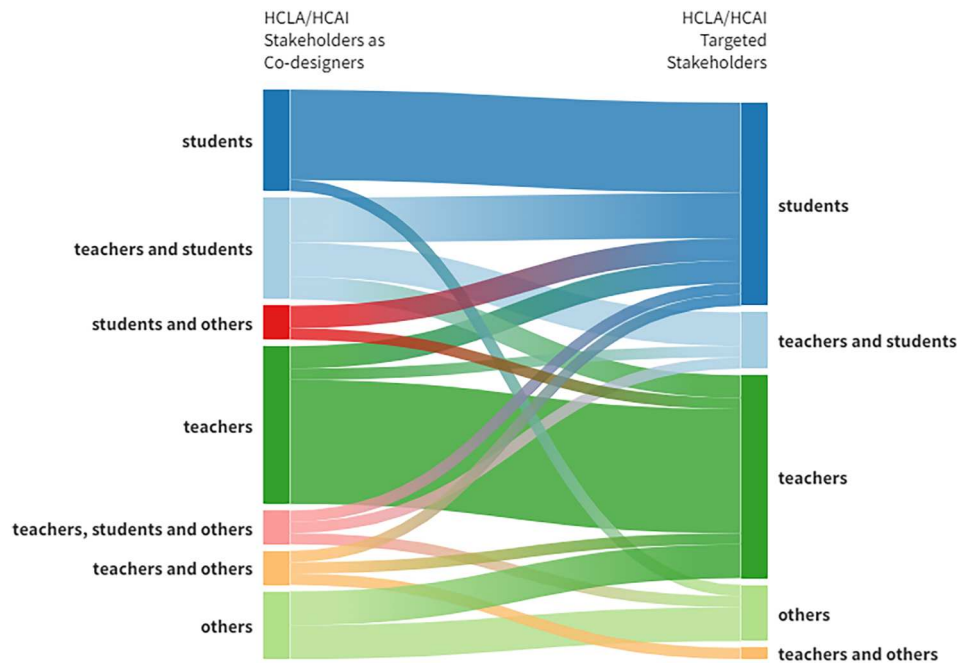 HCLA/HCAI
Stakeholders as
Co-designers
HCLA/HCAI
Targeted
Stakeholders
students
teachers and students
students and others
teachers
teachers, students and others
teachers and others
others
students
teachers and students
teachers
others
teachers and others